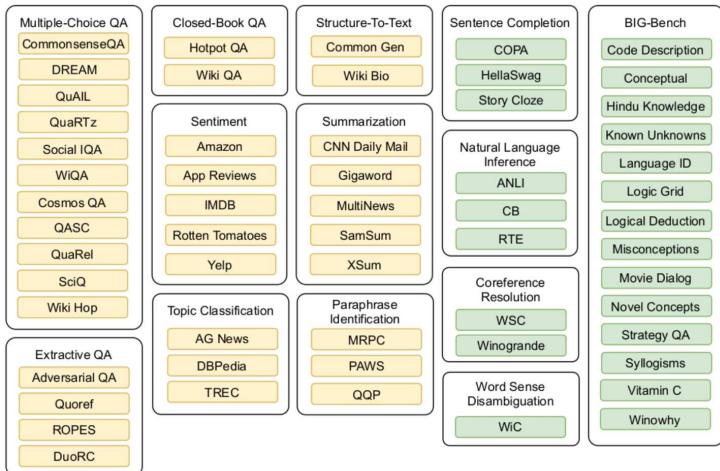 Multiple-Choice QA
CommonsenseQA
DREAM
QuAIL
QuaRTz
Social IQA
WiQA
Cosmos QA
QASC
QuaRel
SciQ
Wiki Hop
Extractive QA
Adversarial QA
Quoref
ROPES
DuoRC
Closed-Book QA
Hotpot QA
Wiki QA
Sentiment
Amazon
App Reviews
IMDB
Rotten Tomatoes
Yelp
Topic Classification
AG News
DBPedia
TREC
Structure-To-Text
Common Gen
Wiki Bio
Summarization
CNN Daily Mail
Gigaword
MultiNews
SamSum
XSum
Paraphrase
Identification
MRPC
PAWS
QQP
Sentence Completion
COPA
HellaSwag
Story Cloze
Natural Language
Inference
ANLI
CB
RTE
Coreference
Resolution
WSC
Winogrande
Word Sense
Disambiguation
WiC
BIG-Bench
Code Description
Conceptual
Hindu Knowledge
Known Unknowns
Language ID
Logic Grid
Logical Deduction
Misconceptions
Movie Dialog
Novel Concepts
Strategy QA
Syllogisms
Vitamin C
Winowhy